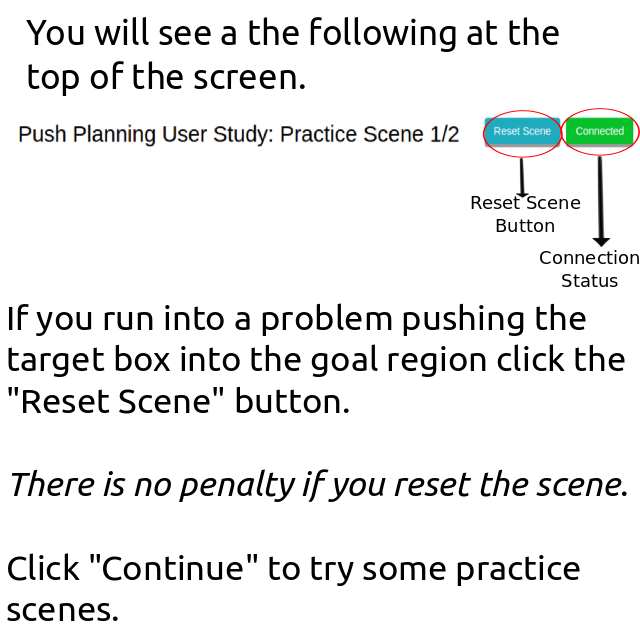 You will see a the following at the
top of the screen.
Push Planning User Study: Practice Scene 1/2
Reset Scene
Connected
Reset Scene
Button
Connection
Status
If you run into a problem pushing the
target box into the goal region click the
"Reset Scene" button.
There is no penalty if you reset the scene.
Click "Continue" to try some practice
scenes.